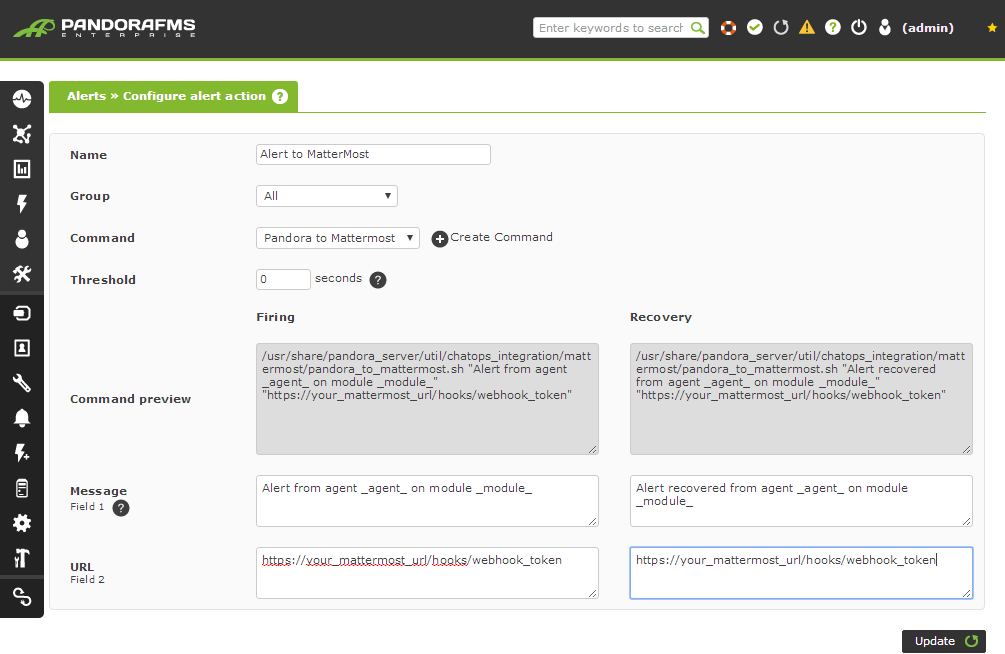 PANDORAFMS
ENTERPRISE
Enter keywords to search
(admin)
Alerts » Configure alert action ?
Name
Alert to MatterMost
Group
All
Command
Pandora to Mattermost
Create Command
Threshold
0
seconds ?
Firing
Recovery
Command preview
/usr/share/pandora_server/util/chatops_integration/mat
termost/pandora_to_mattermost.sh "Alert from agent
_agent_ on module _module_"
"https://your_mattermost_url/hooks/webhook_token"
/usr/share/pandora_server/util/chatops_integration/mat
termost/pandora_to_mattermost.sh "Alert recovered
from agent _agent_ on module _module_"
"https://your_mattermost_url/hooks/webhook_token"
Message
Field 1 ?
Alert from agent _agent_ on module _module_
Alert recovered from agent _agent_ on module
_module_
URL
Field 2
https://your_mattermost_url/hooks/webhook_token
https://your_mattermost_url/hooks/webhook_token
Update